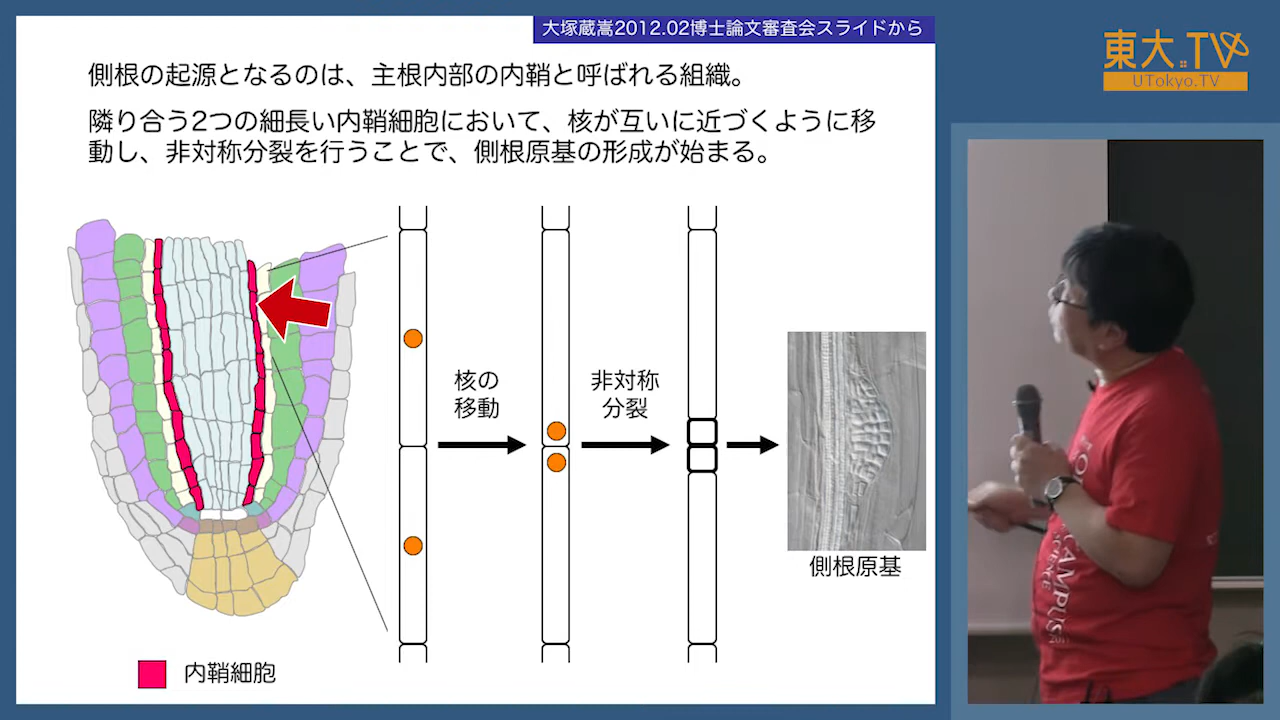 大塚蔵嵩2012.02博士論文審査会スライドから
東大.TV
UTokyo.TV
側根の起源となるのは、主根内部の内鞘と呼ばれる組織。
隣り合う2つの細長い内鞘細胞において、核が互いに近づくように移
動し、非対称分裂を行うことで、側根原基の形成が始まる。
核の
移動
非対称
分裂
側根原基
内鞘細胞
CAMPUS
SCIENCE